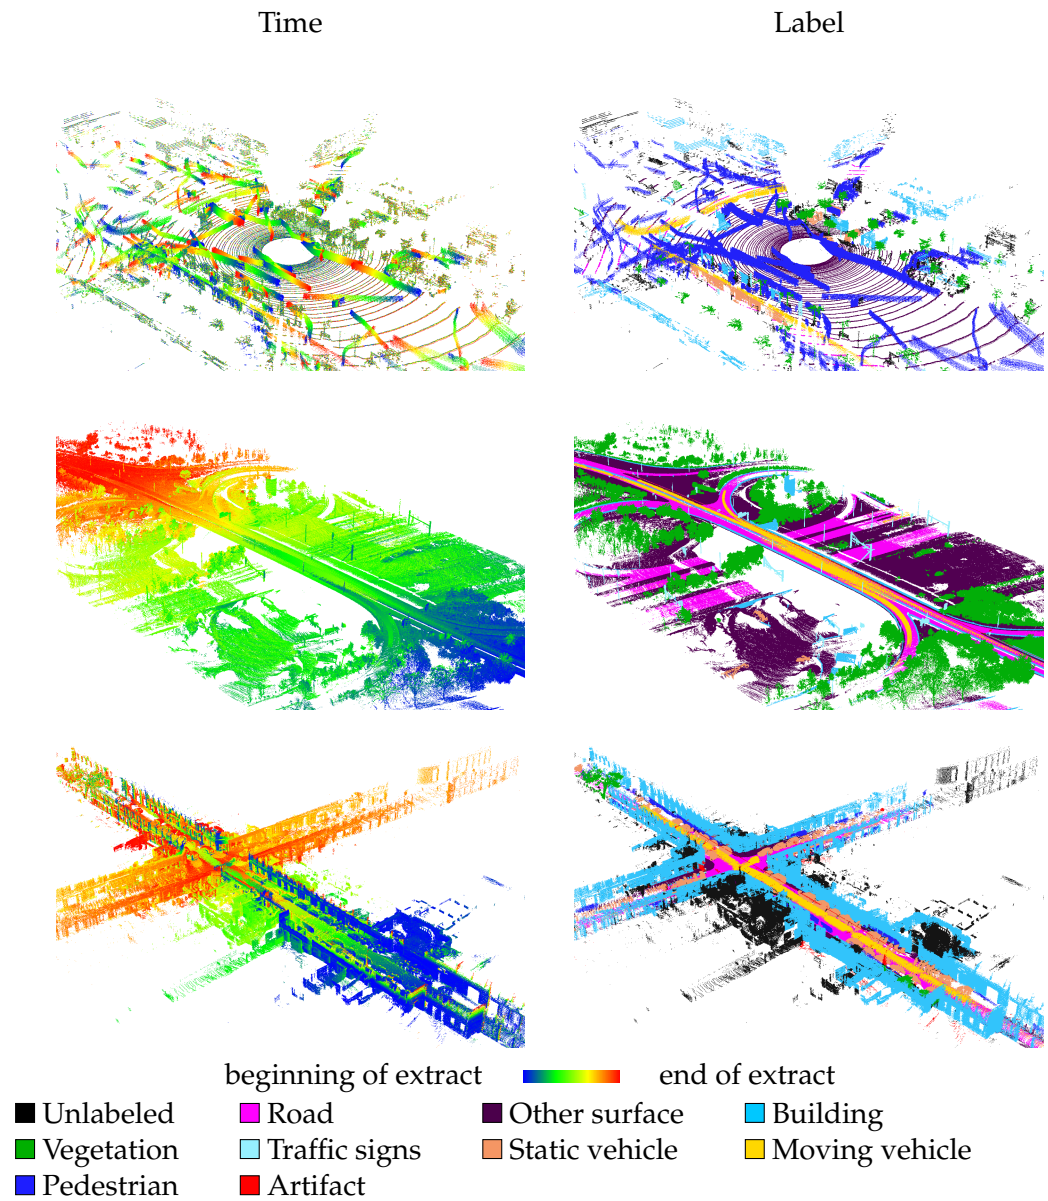 Time Label
beginning of extract end of extract
Unlabeled Road Other surface Building
Vegetation Traffic signs Static vehicle Moving vehicle
Pedestrian Artifact